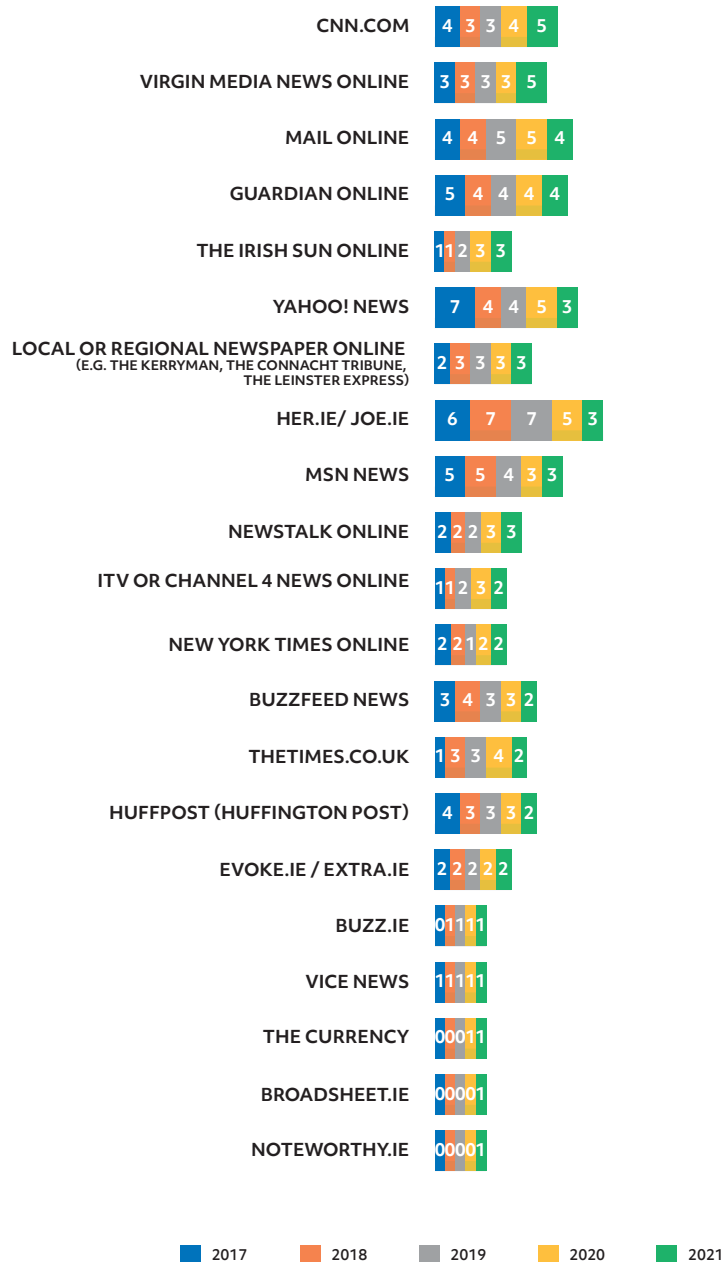 CNN.COM 4 3 3 4 5
VIRGIN MEDIA NEWS ONLINE 3 3 3 3 5
MAIL ONLINE 4 4 5 5 4
GUARDIAN ONLINE 5 4 4 4 4
THE IRISH SUN ONLINE 1 1 2 3 3
YAHOO! NEWS 7 4 4 5 3
LOCAL OR REGIONAL NEWSPAPER ONLINE
(E.G. THE KERRYMAN, THE CONNACHT TRIBUNE,
THE LEINSTER EXPRESS) 2 3 3 3 3
HER.IE/ JOE.IE 6 7 7 5 3
MSN NEWS 5 5 4 3 3
NEWSTALK ONLINE 2 2 2 3 3
ITV OR CHANNEL 4 NEWS ONLINE 1 1 2 3 2
NEW YORK TIMES ONLINE 2 2 1 2 2
BUZZFEED NEWS 3 4 3 3 2
THETIMES.CO.UK 1 3 3 4 2
HUFFPOST (HUFFINGTON POST) 4 3 3 3 2
EVOKE.IE / EXTRA.IE 2 2 2 2 2
BUZZ.IE 0 1 1 1 1
VICE NEWS 1 1 1 1 1
THE CURRENCY 0 0 0 1 1
BROADSHEET.IE 0 0 0 0 1
NOTEWORTHY.IE 0 0 0 0 1
2017 2018 2019 2020 2021